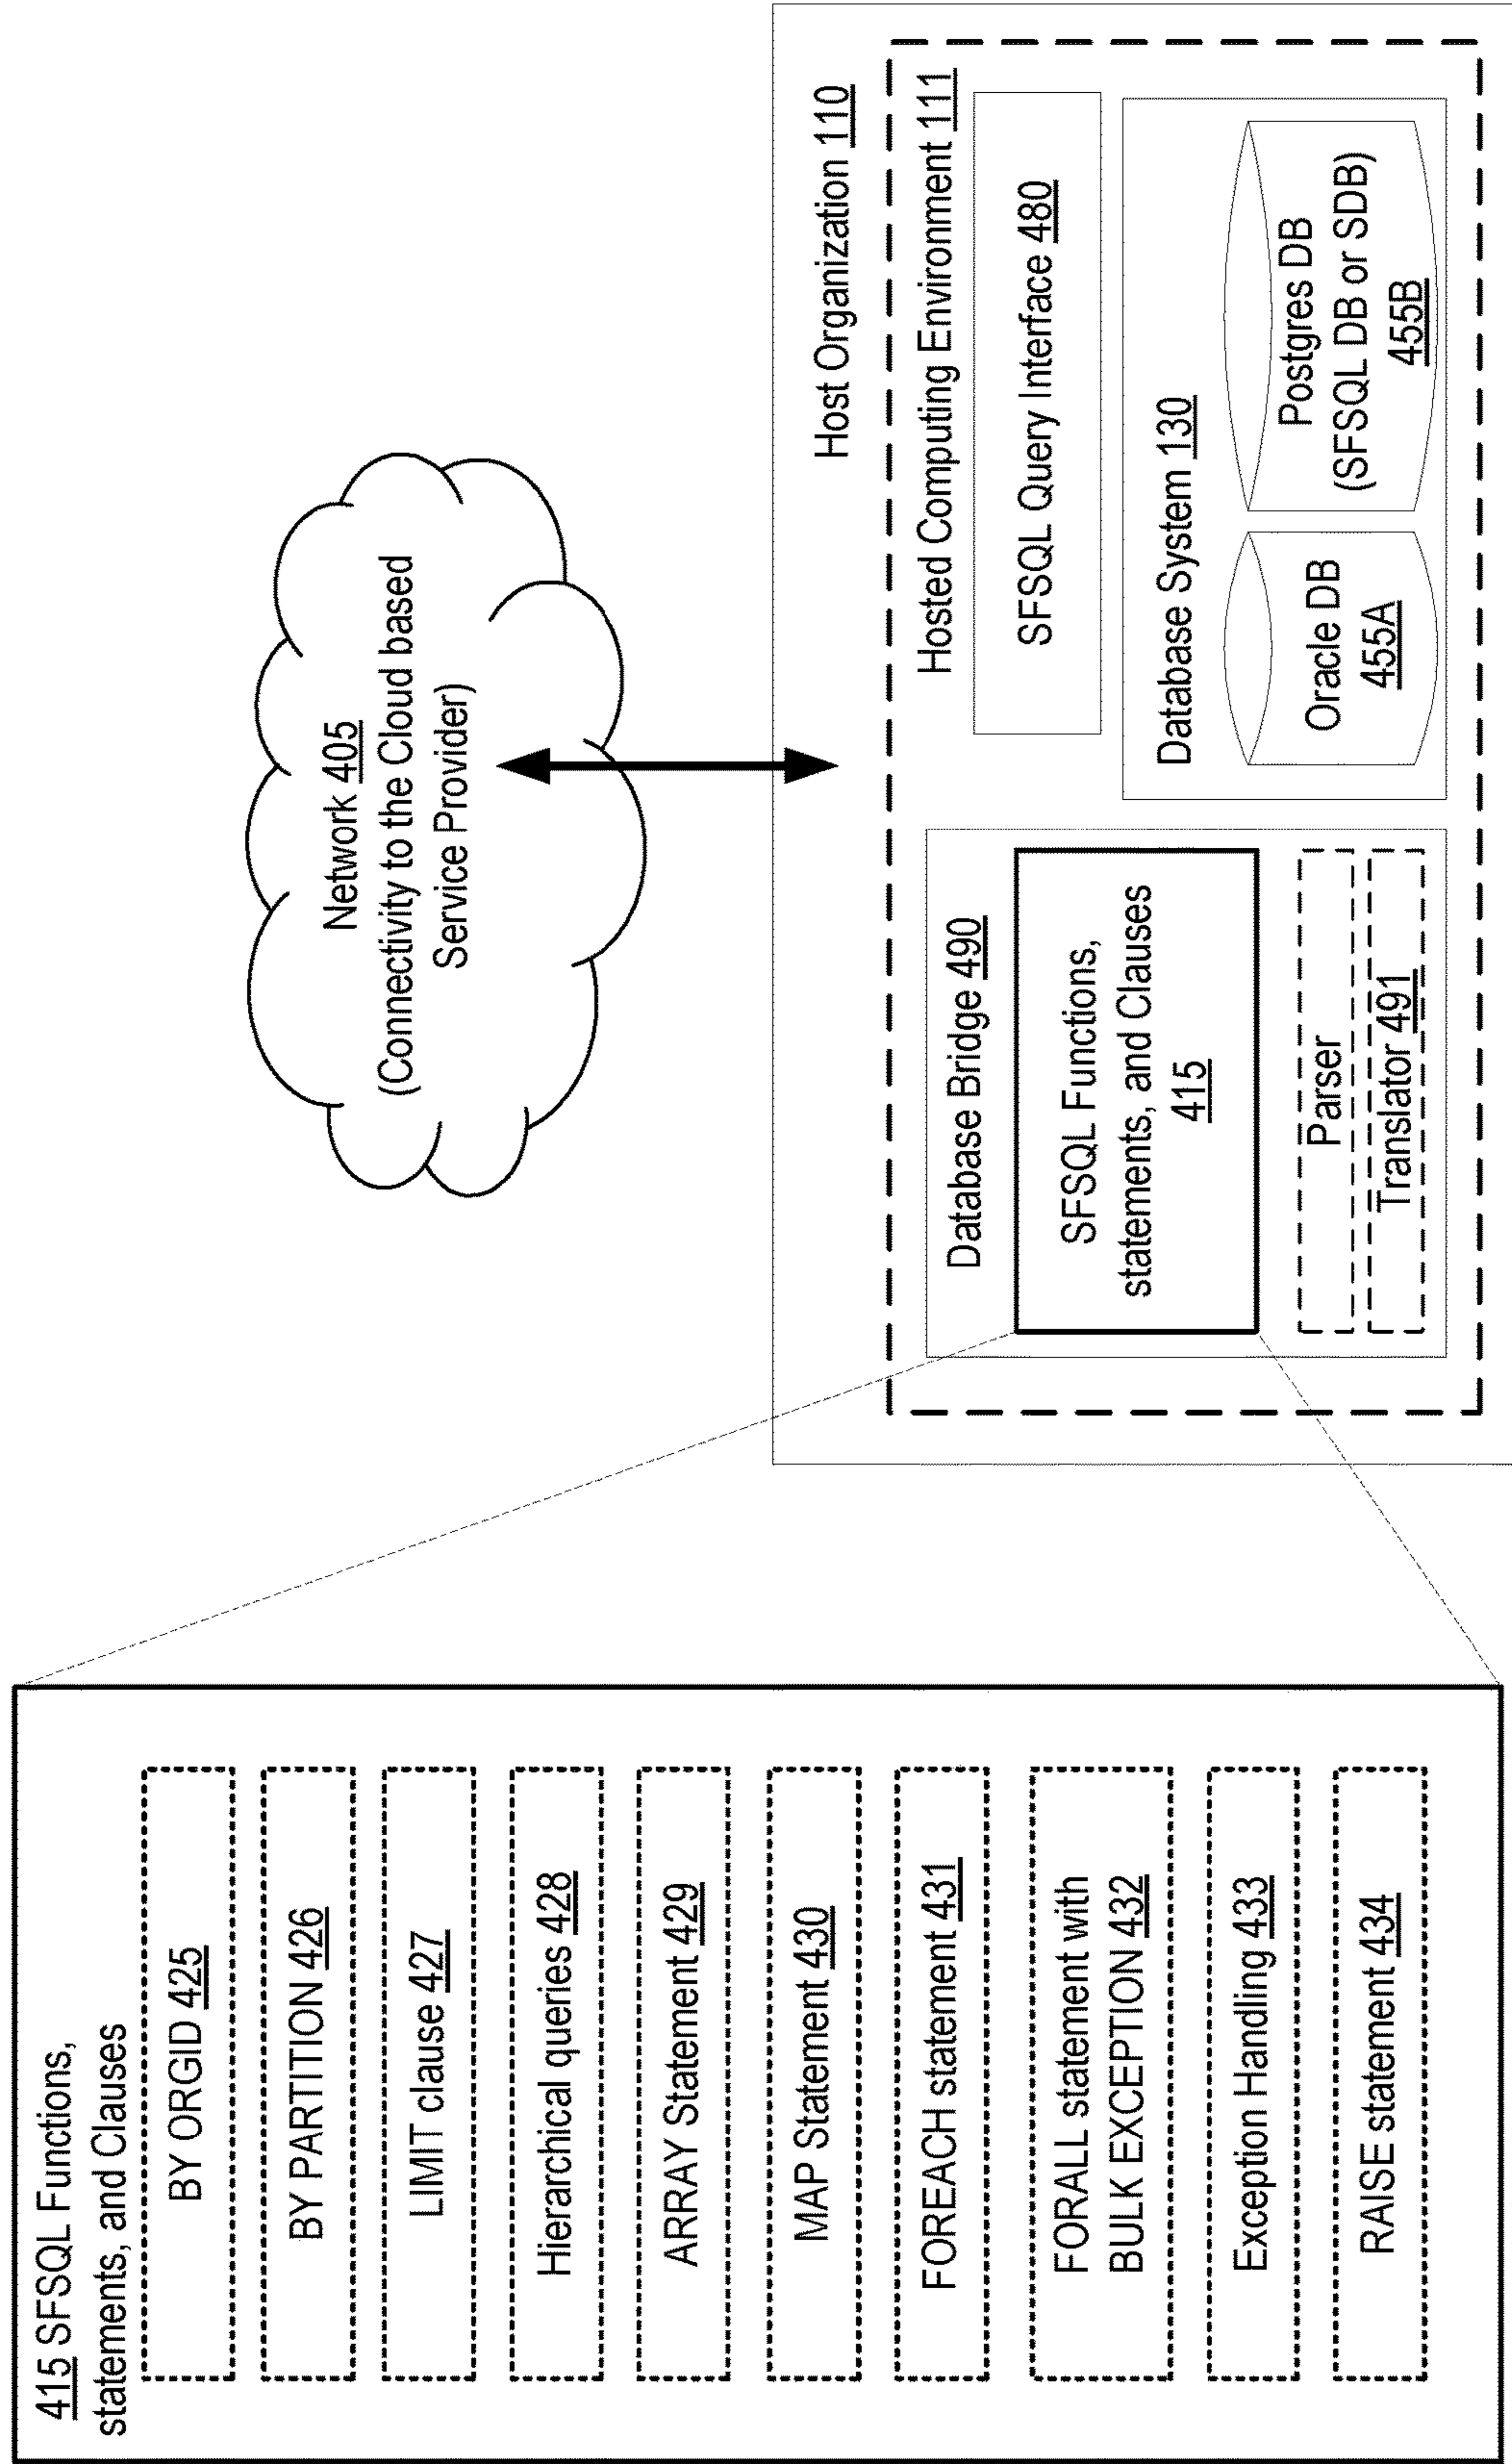 415 SFSQL Functions,
statements, and Clauses
BY ORGID 425
BY PARTITION 426
LIMIT clause 427
Hierarchical queries 428
ARRAY Statement 429
MAP Statement 430
FOREACH statement 431
FORALL statement with
BULK EXCEPTION 432
Exception Handling 433
RAISE statement 434
Network 405
(Connectivity to the Cloud based
Service Provider)
Host Organization 110
Hosted Computing Environment 111
Database Bridge 490
SFSQL Functions,
statements, and Clauses
415
Parser
Translator 491
SFSQL Query Interface 480
Database System 130
Oracle DB
455A
Postgres DB
(SFSQL DB or SDB)
455B